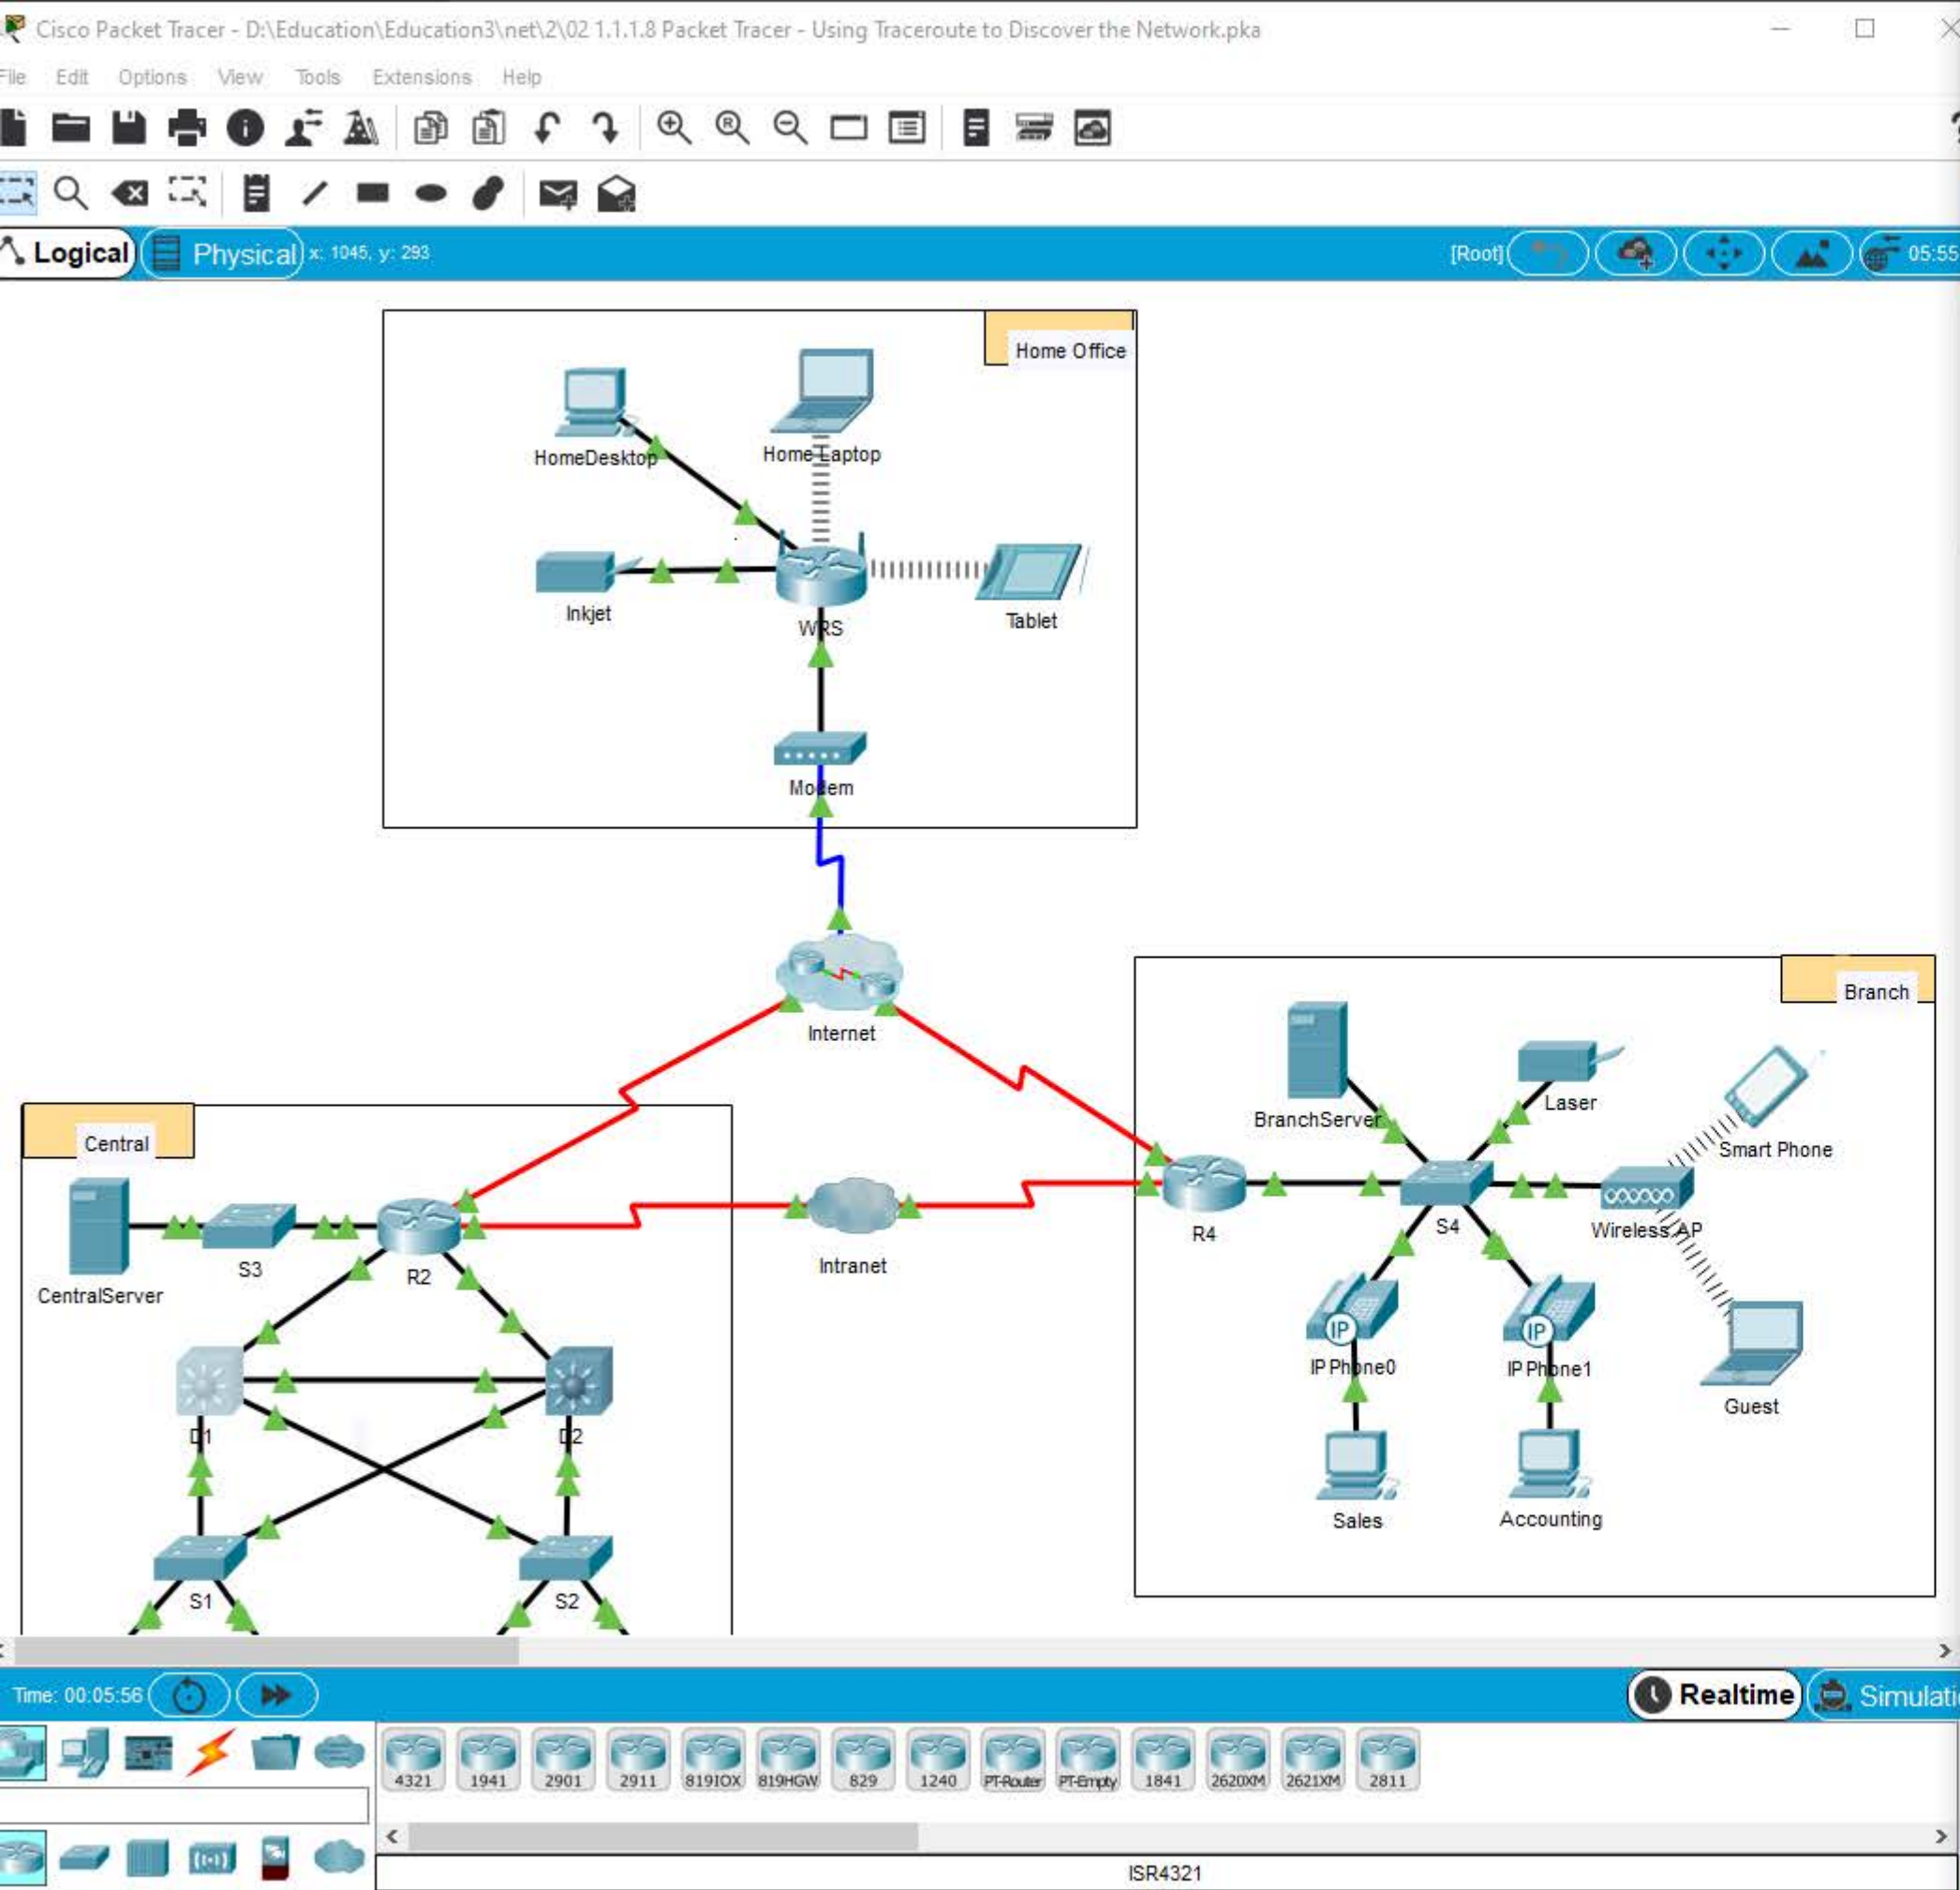 Cisco Packet Tracer - D:\Education\Education3\net\2\02 1.1.1.8 Packet Tracer - Using Traceroute to Discover the Network.pka
File Edit Options View Tools Extensions Help
Logical Physical x: 1045, y: 293 [Root] 05:55
Home Office
HomeDesktop
Home Laptop
Inkjet
WRS
Tablet
Modem
Internet
Branch
BranchServer
Laser
Smart Phone
Central
CentralServer
S3
R2
Intranet
R4
S4
Wireless AP
IP
IP
IP Phone0
IP Phone1
Guest
D1
D2
Sales
Accounting
S1
S2
Time: 00:05:56 Realtime Simulati
4321 1941 2901 2911 819IOX 819HGW 829 1240 PT-Router PT-Empty 1841 2620XM 2621XM 2811
ISR4321